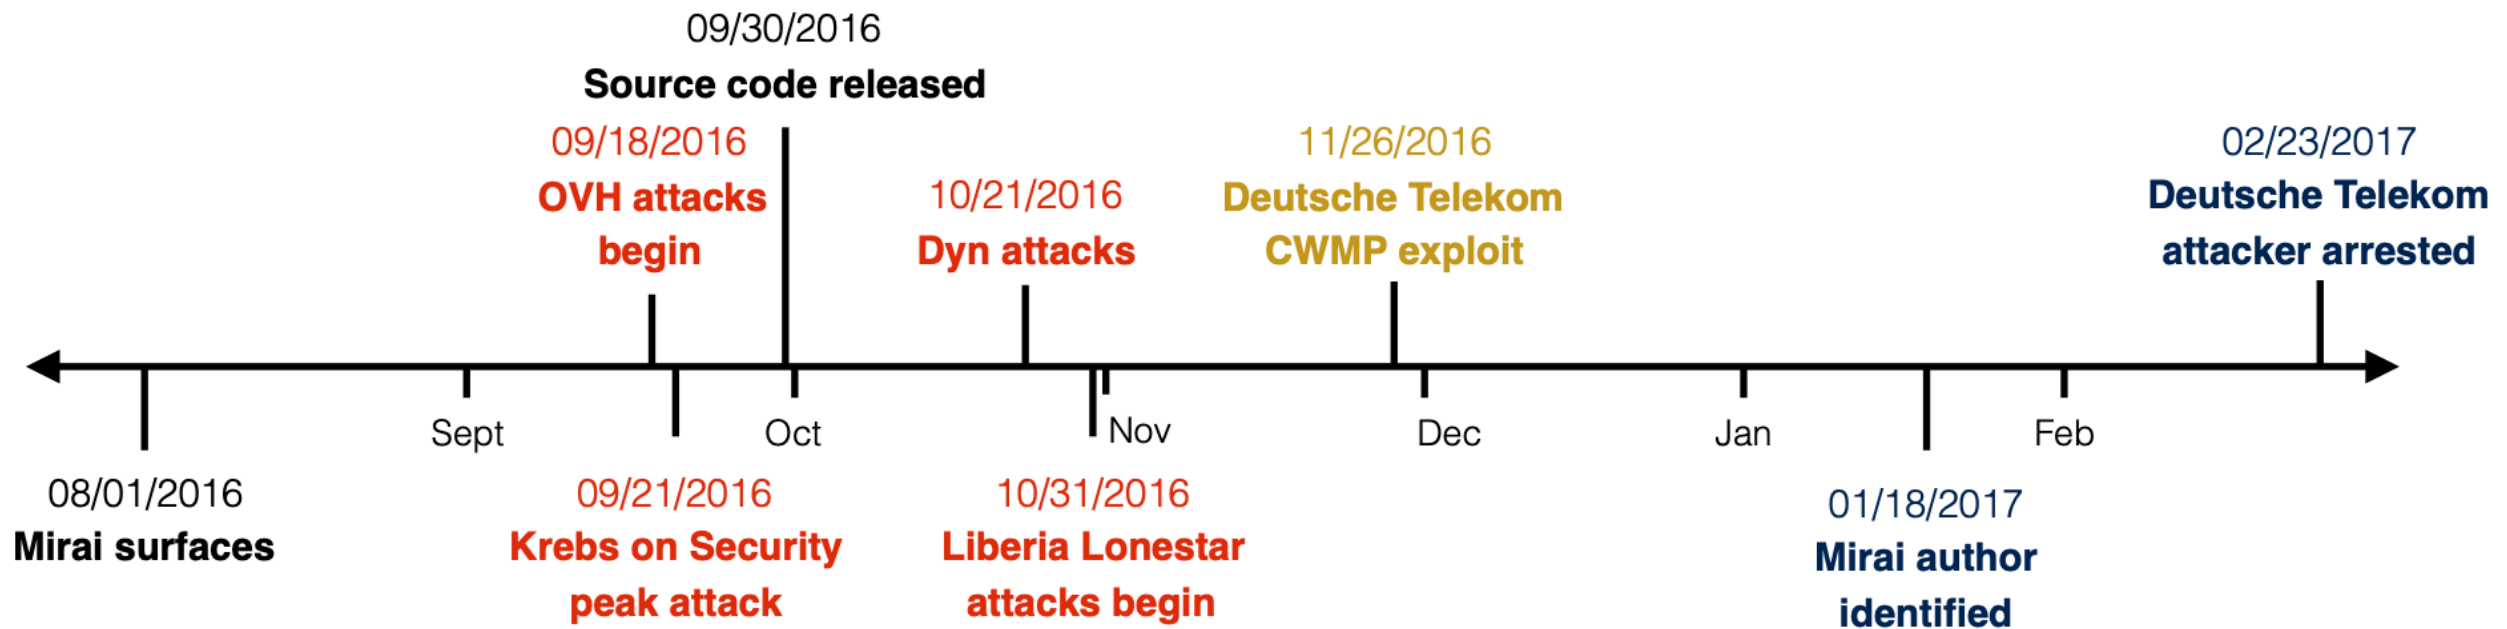 09/30/2016
Source code released
09/18/2016
OVH attacks
begin
10/21/2016
Dyn attacks
11/26/2016
Deutsche Telekom
CWMP exploit
02/23/2017
Deutsche Telekom
attacker arrested
Sept
Oct
Nov
Dec
Jan
Feb
08/01/2016
Mirai surfaces
09/21/2016
Krebs on Security
peak attack
10/31/2016
Liberia Lonestar
attacks begin
01/18/2017
Mirai author
identified